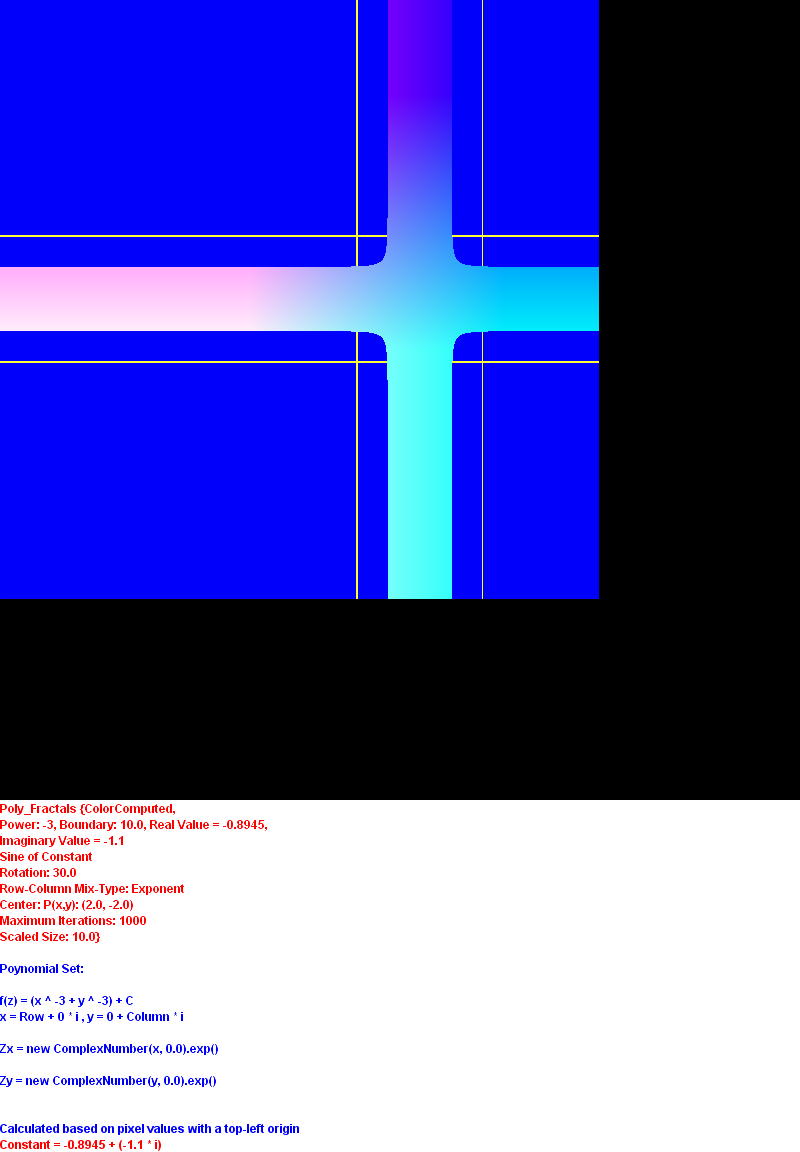 Poly_Fractals {ColorComputed,
Power: -3, Boundary: 10.0, Real Value = -0.8945,
Imaginary Value = -1.1
Sine of Constant
Rotation: 30.0
Row-Column Mix-Type: Exponent
Center: P(x,y): (2.0, -2.0)
Maximum Iterations: 1000
Scaled Size: 10.0}
Poynomial Set:
f(z) = (x ^ -3 + y ^ -3) + C
x = Row + 0 * i , y = 0 + Column * i
Zx = new ComplexNumber(x, 0.0).exp()
Zy = new ComplexNumber(y, 0.0).exp()
Calculated based on pixel values with a top-left origin
Constant = -0.8945 + (-1.1 * i)